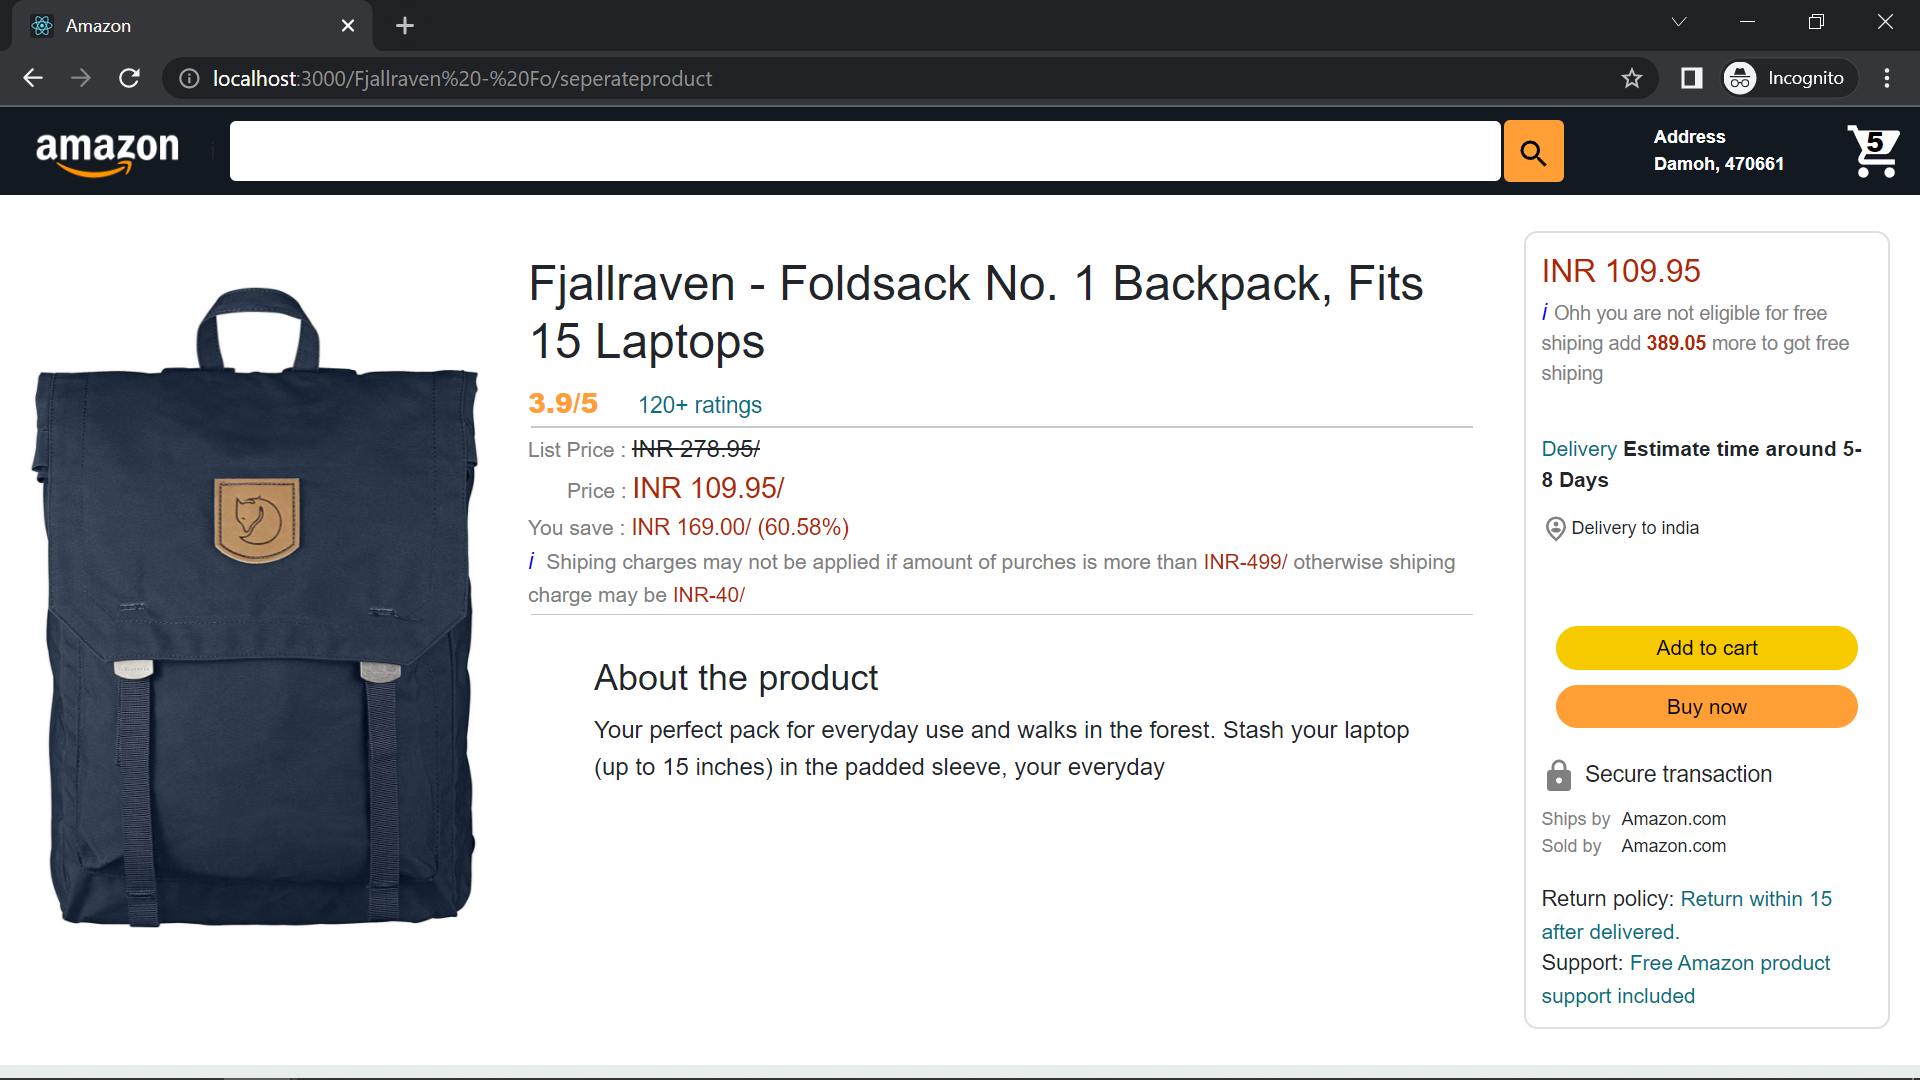 Amazon
localhost:3000/Fjallraven%20-%20Fo/seperateproduct
Incognito
amazon
Address
Damoh, 470661
5
Fjallraven - Foldsack No. 1 Backpack, Fits
15 Laptops
3.9/5 120+ ratings
List Price : INR 278.95/
Price : INR 109.95/
You save : INR 169.00/ (60.58%)
i Shiping charges may not be applied if amount of purches is more than INR-499/ otherwise shiping
charge may be INR-40/
About the product
Your perfect pack for everyday use and walks in the forest. Stash your laptop
(up to 15 inches) in the padded sleeve, your everyday
INR 109.95
i Ohh you are not eligible for free
shiping add 389.05 more to got free
shiping
Delivery Estimate time around 5-
8 Days
Delivery to india
Add to cart
Buy now
Secure transaction
Ships by Amazon.com
Sold by Amazon.com
Return policy: Return within 15
after delivered.
Support: Free Amazon product
support included